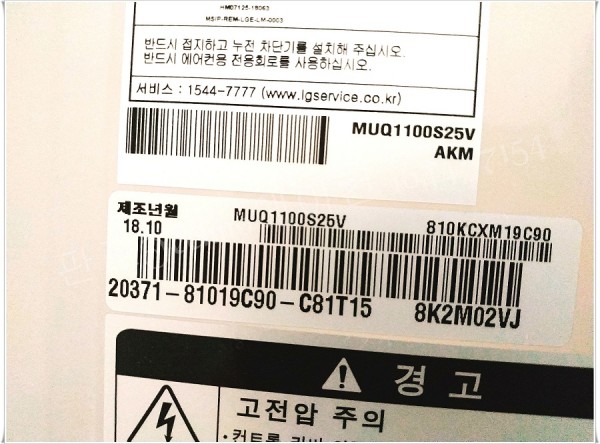 HM07125-18063
MSIP-REM-LGE-LM-0003
반드시 접지하고 누전 차단기를 설치해 주십시오.
반드시 에어컨용 전용회로를 사용하십시오.
서비스 : 1544-7777 (www.lgservice.co.kr)
MUQ1100S25V
AKM
제조년월
18.10
MUQ1100S25V
810KCXM19C90
20371-81019C90-C81T15
8K2M02VJ
경고
고전압 주의